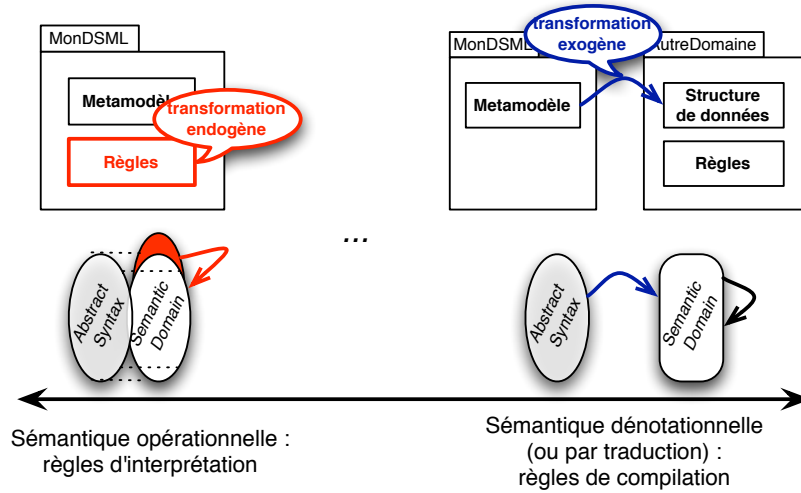 MonDSML
Metamodèle
transformation
endogène
Règles
MonDSML
transformation
exogène
AutreDomaine
Metamodèle
Structure
de données
Règles
...
Abstract
Syntax
Semantic
Domain
Abstract
Syntax
Semantic
Domain
Sémantique opérationnelle :
règles d'interprétation
Sémantique dénotationnelle
(ou par traduction) :
règles de compilation